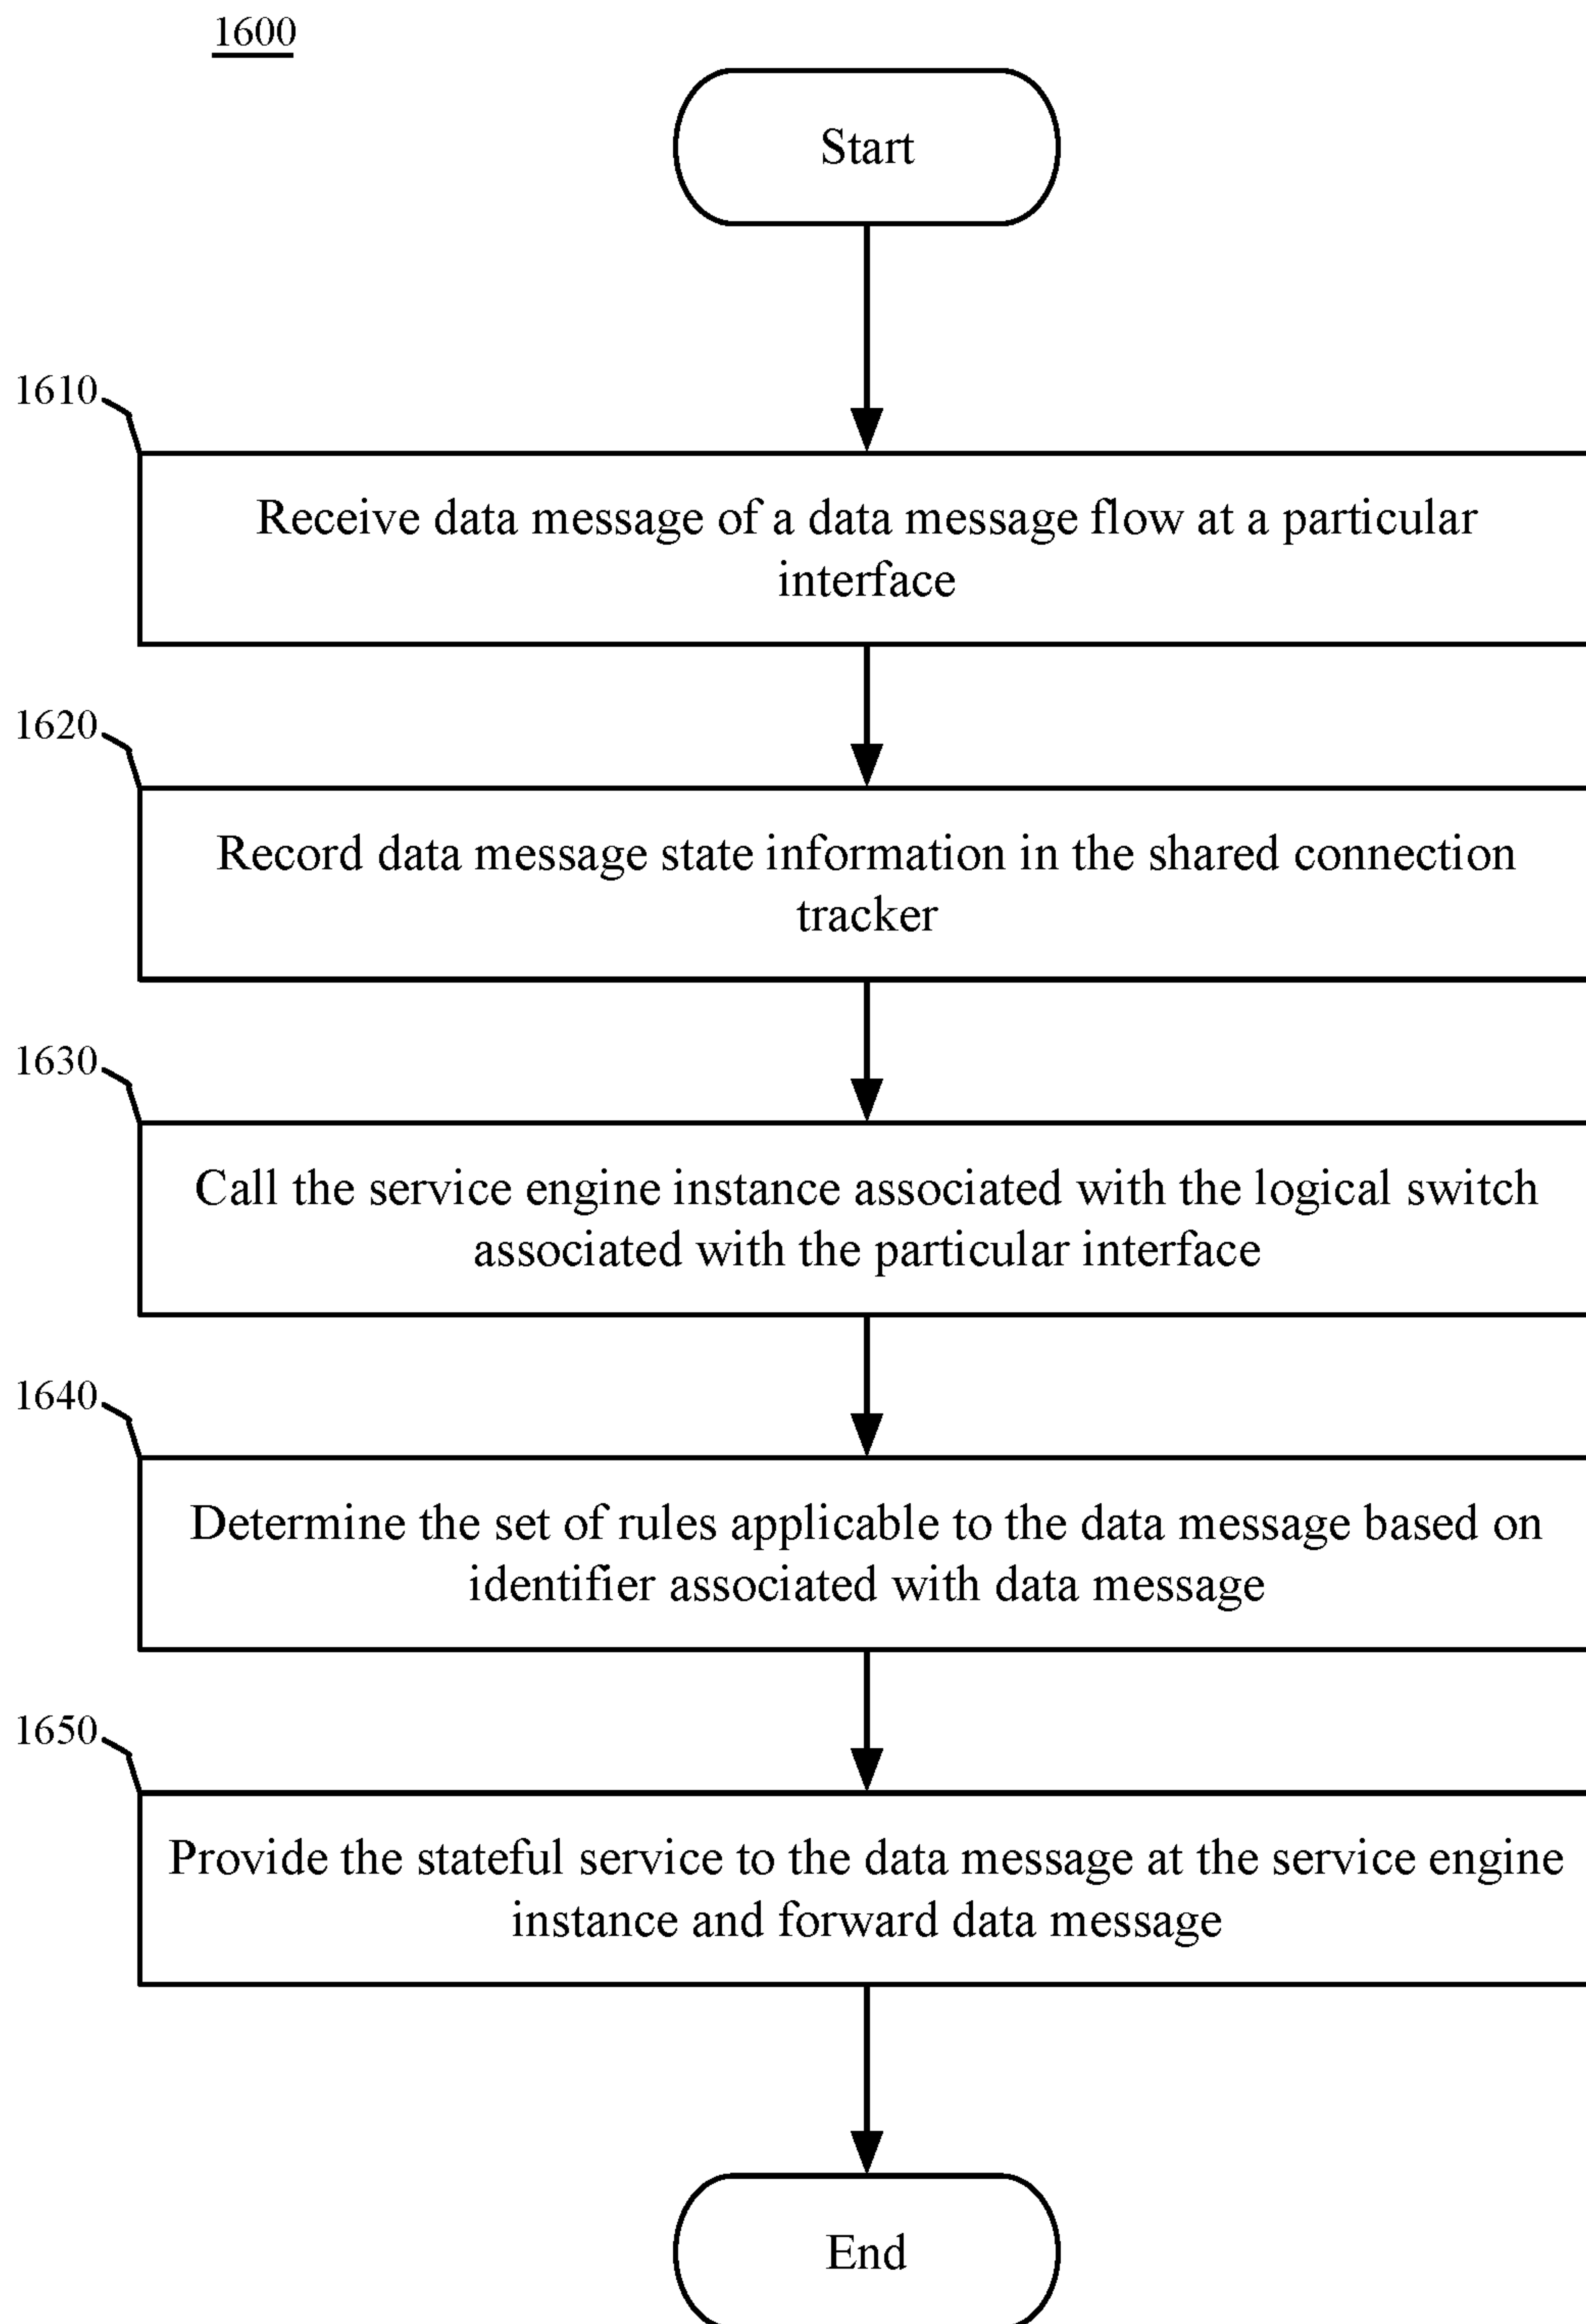 1600
Start
1610
Receive data message of a data message flow at a particular
interface
1620
Record data message state information in the shared connection
tracker
1630
Call the service engine instance associated with the logical switch
associated with the particular interface
1640
Determine the set of rules applicable to the data message based on
identifier associated with data message
1650
Provide the stateful service to the data message at the service engine
instance and forward data message
End